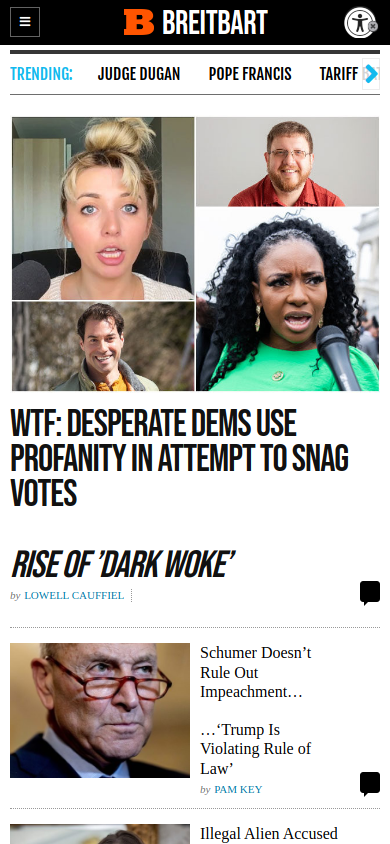 BREITBART
TRENDING: JUDGE DUGAN POPE FRANCIS TARIFF
WTF: DESPERATE DEMS USE
PROFANITY IN ATTEMPT TO SNAG
VOTES
RISE OF ’DARK WOKE’
by LOWELL CAUFFIEL
Schumer Doesn’t
Rule Out
Impeachment…
…‘Trump Is
Violating Rule of
Law’
by PAM KEY
Illegal Alien Accused